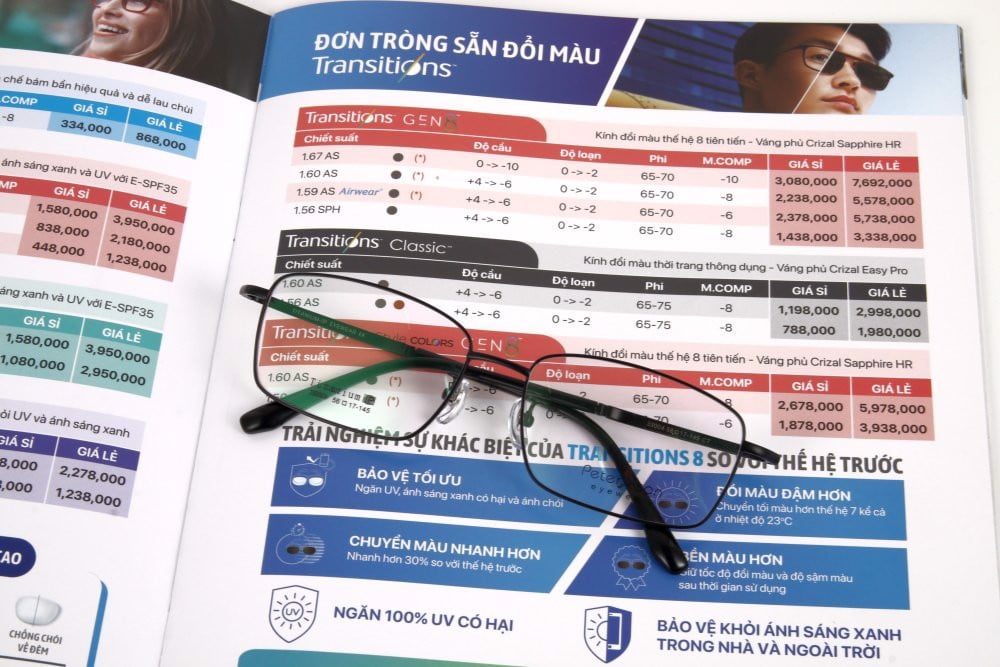 chế bám bẩn hiệu quả và dễ lau chùi
.COMP GIÁ SỈ GIÁ LẺ
-8 334,000 868,000
ánh sáng xanh và UV với E-SPF35
MP GIÁ SỈ GIÁ LẺ
1,580,000 3,950,000
838,000 2,180,000
448,000 1,238,000
áng xanh và UV với E-SPF35
GIÁ SỈ GIÁ LẺ
1,580,000 3,950,000
1,080,000 2,950,000
UV và ánh sáng xanh
GIÁ SỈ GIÁ LẺ
8,000 2,278,000
3,000 1,238,000
CAO
CHỐNG CHÓI
VỀ ĐÊM
ĐƠN TRÒNG SẴN ĐỔI MÀU
Transitions™
Transitions™ GEN 8™
Kính đổi màu thế hệ 8 tiên tiến - Váng phủ Crizal Sapphire HR
Chiết suất Độ cầu Độ loạn Phi M.COMP GIÁ SỈ GIÁ LẺ
1.67 AS (*) 0 -> -10 0 -> -2 65-70 -10 3,080,000 7,692,000
1.60 AS (*) +4 -> -6 0 -> -2 65-70 -8 2,238,000 5,578,000
1.59 AS Airwear® (*) +4 -> -6 0 -> -2 65-70 -6 2,378,000 5,738,000
1.56 SPH +4 -> -6 0 -> -2 65-70 -8 1,438,000 3,338,000
Transitions™ Classic™
Kính đổi màu thời trang thông dụng - Váng phủ Crizal Easy Pro
Chiết suất Độ cầu Độ loạn Phi M.COMP GIÁ SỈ GIÁ LẺ
1.60 AS +4 -> -6 0 -> -2 65-75 -8 1,198,000 2,998,000
56 AS +4 -> -6 0 -> -2 65-75 -8 788,000 1,980,000
Transiti Style COLORS GEN 8™
Kính đổi màu thế hệ 8 tiên tiến - Váng phủ Crizal Sapphire HR
Chiết suất Độ loạn Phi M.COMP GIÁ SỈ GIÁ LẺ
1.60 AS (*) -> -6 0 -> -2 65-70 -8 2,678,000 5,978,000
(*) -> -6 70 -6 1,878,000 3,938,000
56□17-145
TRẢI NGHIỆM SỰ KHÁC BIỆT CỦA TRANSITIONS 8 SO VỚI THẾ HỆ TRƯỚC
BẢO VỆ TỐI ƯU
Ngăn UV, ánh sáng xanh có hại và ánh chói
ĐỔI MÀU ĐẬM HƠN
Chuyển tối màu hơn thế hệ 7 kể cả
ở nhiệt độ 23°C
CHUYỂN MÀU NHANH HƠN
Nhanh hơn 30% so với thế hệ trước
BỀN MÀU HƠN
Giữ tốc độ đổi màu và độ sậm màu
sau thời gian sử dụng
UV
NGĂN 100% UV CÓ HẠI
BẢO VỆ KHỎI ÁNH SÁNG XANH
TRONG NHÀ VÀ NGOÀI TRỜI